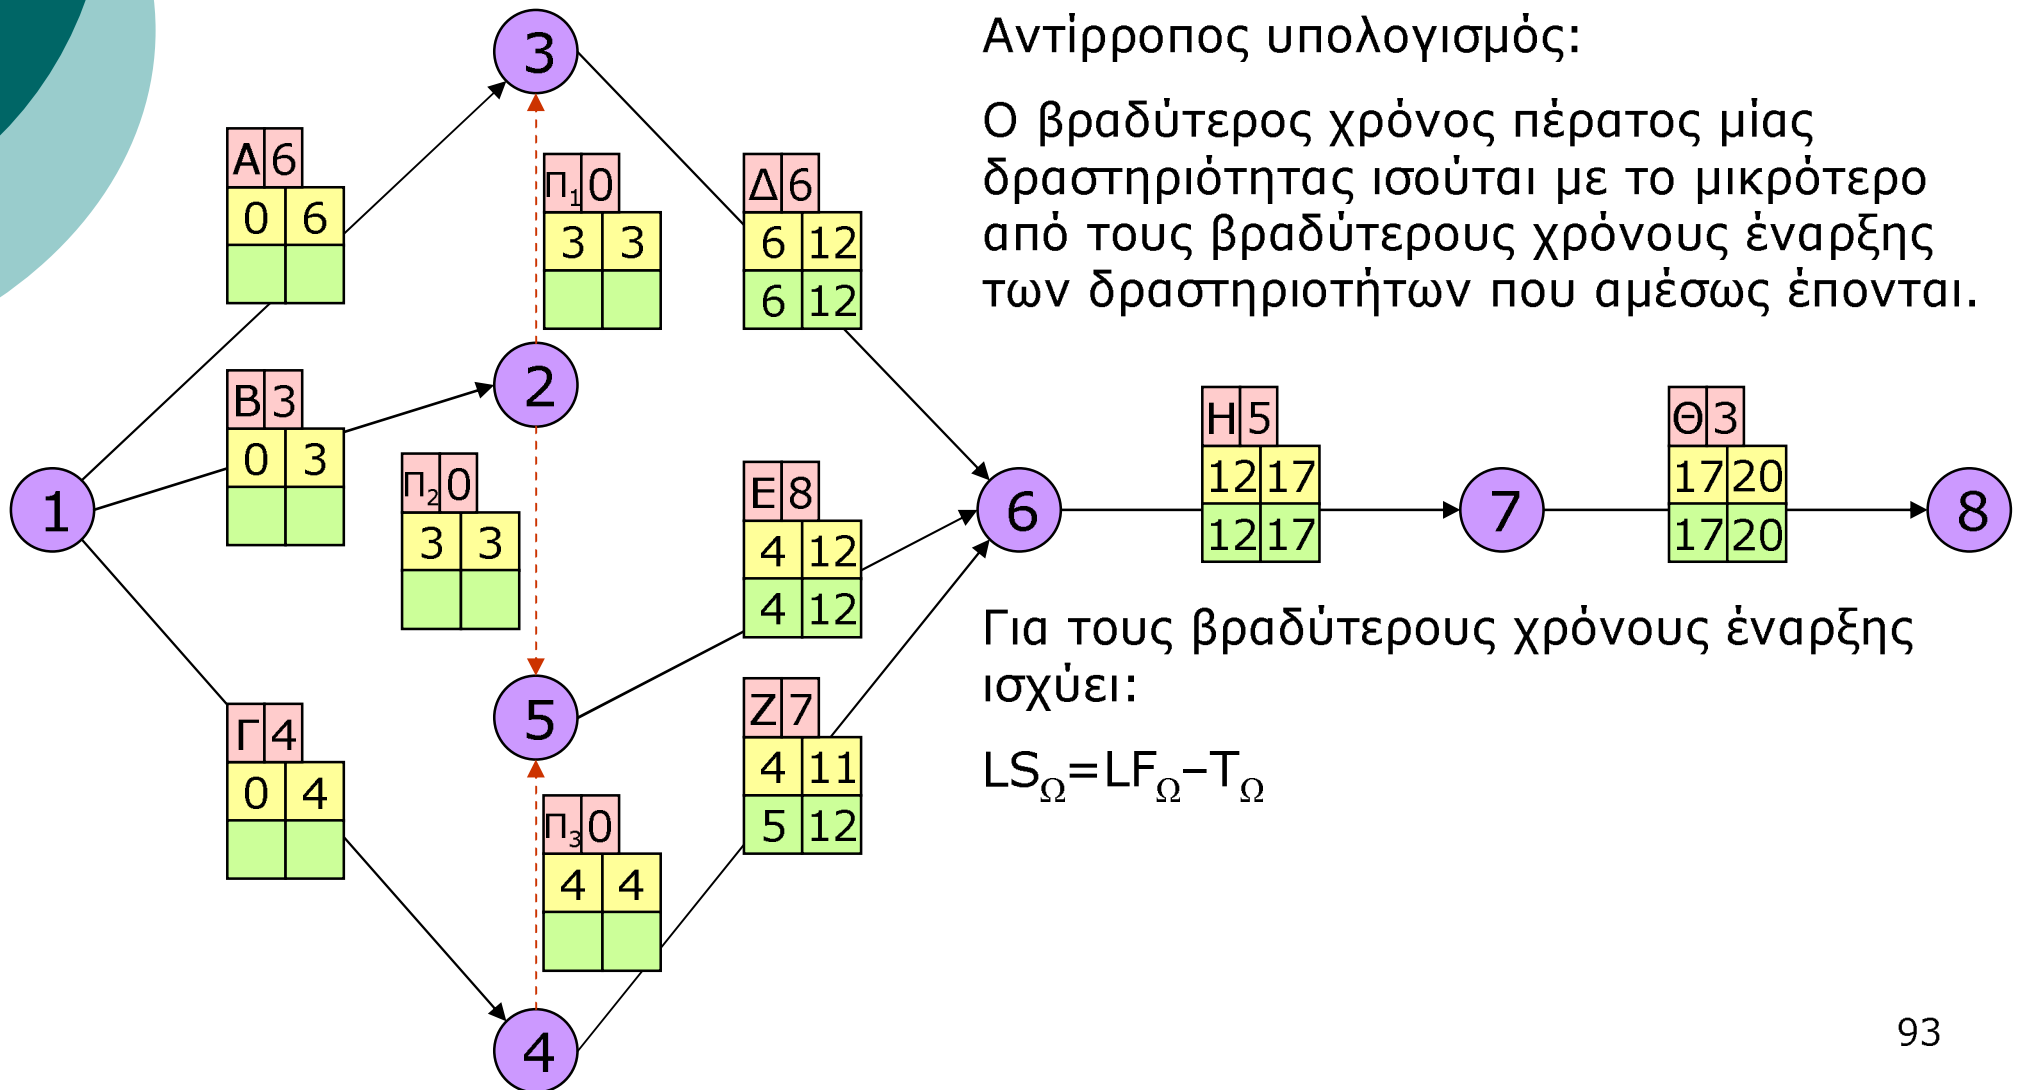 Αντίρροπος υπολογισμός:
Ο βραδύτερος χρόνος πέρατος μίας
δραστηριότητας ισούται με το μικρότερο
από τους βραδύτερους χρόνους έναρξης
των δραστηριοτήτων που αμέσως έπονται.
3
Α 6
0 6
Π1 0
3 3
Δ 6
6 12
6 12
2
Β 3
0 3
Π2 0
3 3
1
Ε 8
4 12
4 12
6
Η 5
12 17
12 17
7
Θ 3
17 20
17 20
8
Για τους βραδύτερους χρόνους έναρξης
ισχύει:
LSΩ=LFΩ–TΩ
5
Γ 4
0 4
Ζ 7
4 11
5 12
Π3 0
4 4
4
93